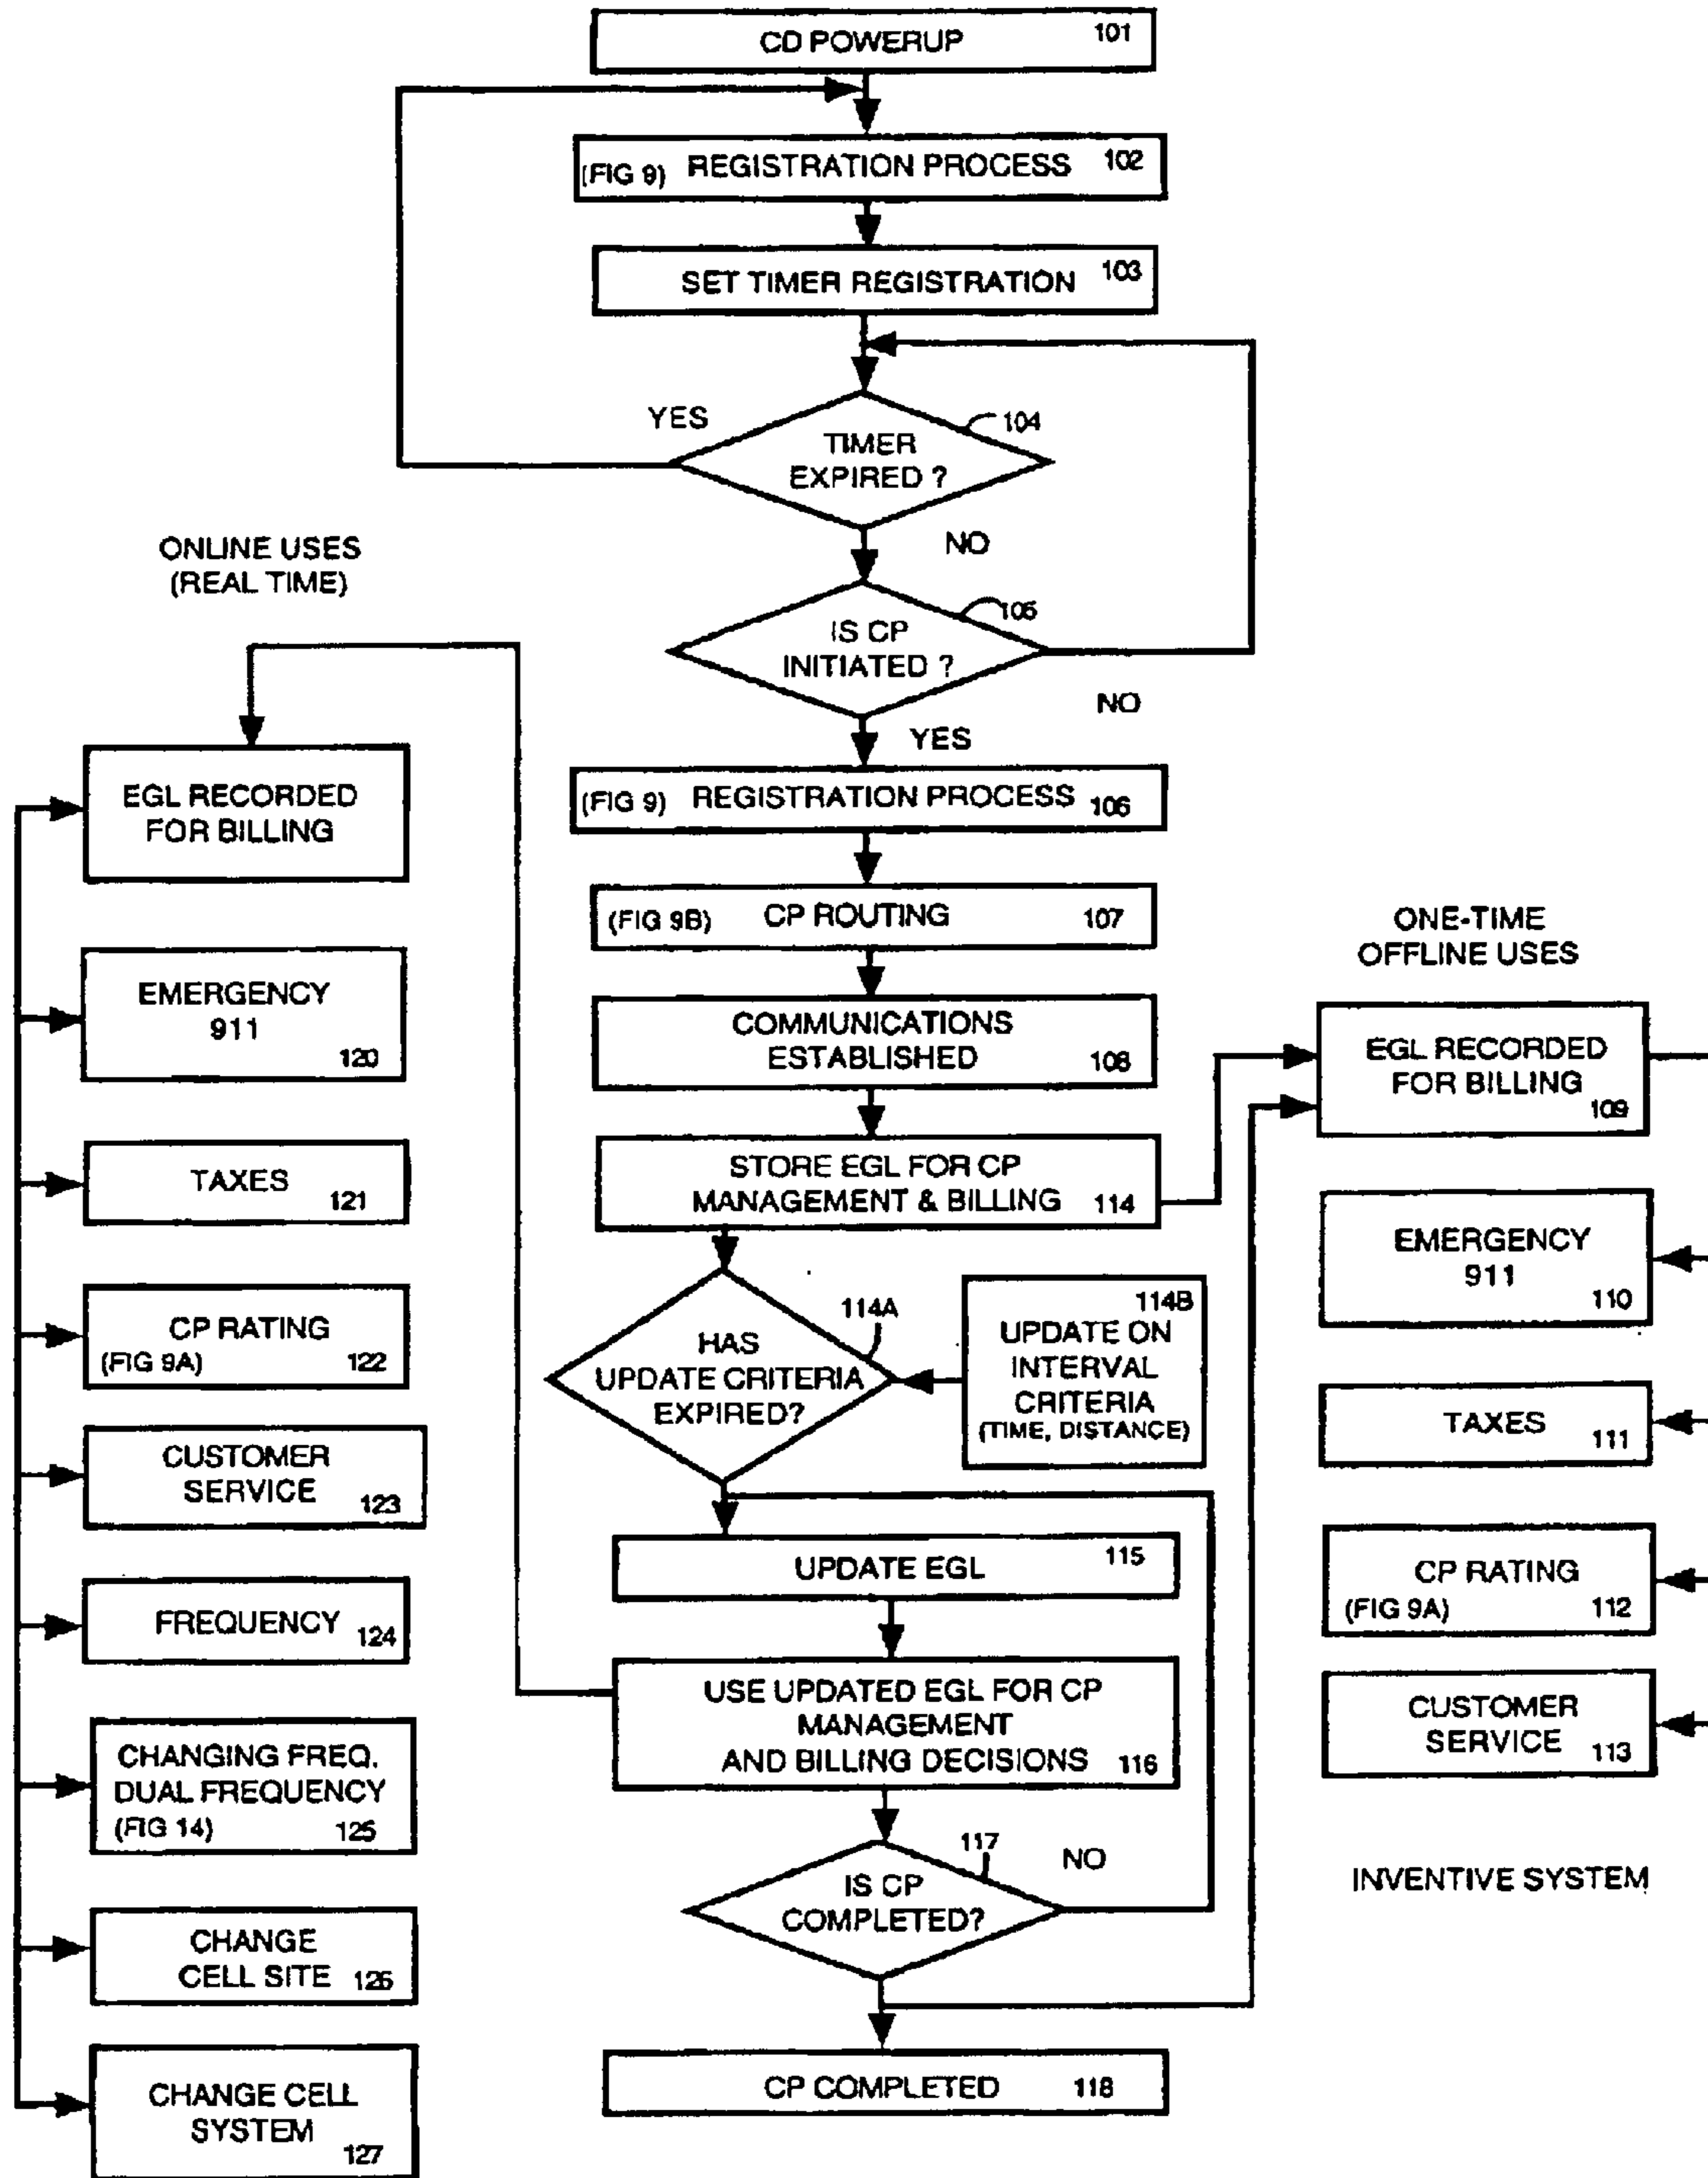 CD POWERUP 101
(FIG 9) REGISTRATION PROCESS 102
SET TIMER REGISTRATION 103
YES
104
TIMER
EXPIRED ?
NO
105
IS CP
INITIATED ?
NO
YES
(FIG 9) REGISTRATION PROCESS 106
(FIG 9B) CP ROUTING 107
COMMUNICATIONS
ESTABLISHED
108
STORE EGL FOR CP
MANAGEMENT & BILLING 114
114A
HAS
UPDATE CRITERIA
EXPIRED?
114B
UPDATE ON
INTERVAL
CRITERIA
(TIME, DISTANCE)
UPDATE EGL 115
USE UPDATED EGL FOR CP
MANAGEMENT
AND BILLING DECISIONS 116
117
NO
IS CP
COMPLETED?
CP COMPLETED 118
ONLINE USES
(REAL TIME)
EGL RECORDED
FOR BILLING
EMERGENCY
911
120
TAXES
121
CP RATING
(FIG 9A) 122
CUSTOMER
SERVICE 123
FREQUENCY 124
CHANGING FREQ.
DUAL FREQUENCY
(FIG 14) 125
CHANGE
CELL SITE 126
CHANGE CELL
SYSTEM
127
ONE-TIME
OFFLINE USES
EGL RECORDED
FOR BILLING
109
EMERGENCY
911
110
TAXES 111
CP RATING
(FIG 9A) 112
CUSTOMER
SERVICE 113
INVENTIVE SYSTEM